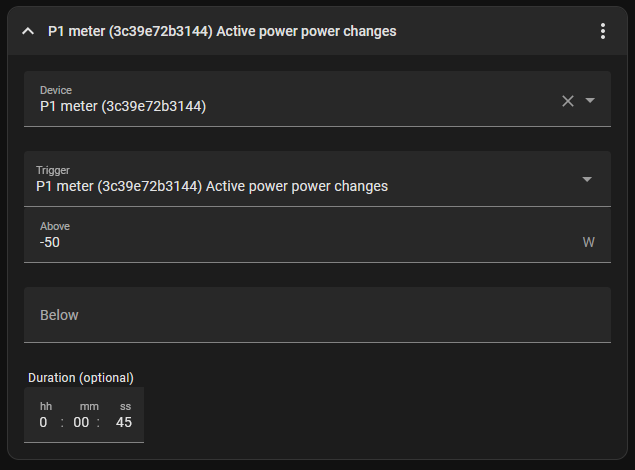 P1 meter (3c39e72b3144) Active power power changes
Device
P1 meter (3c39e72b3144)
Trigger
P1 meter (3c39e72b3144) Active power power changes
Above
-50 W
Below
Duration (optional)
hh mm ss
0 : 00 : 45